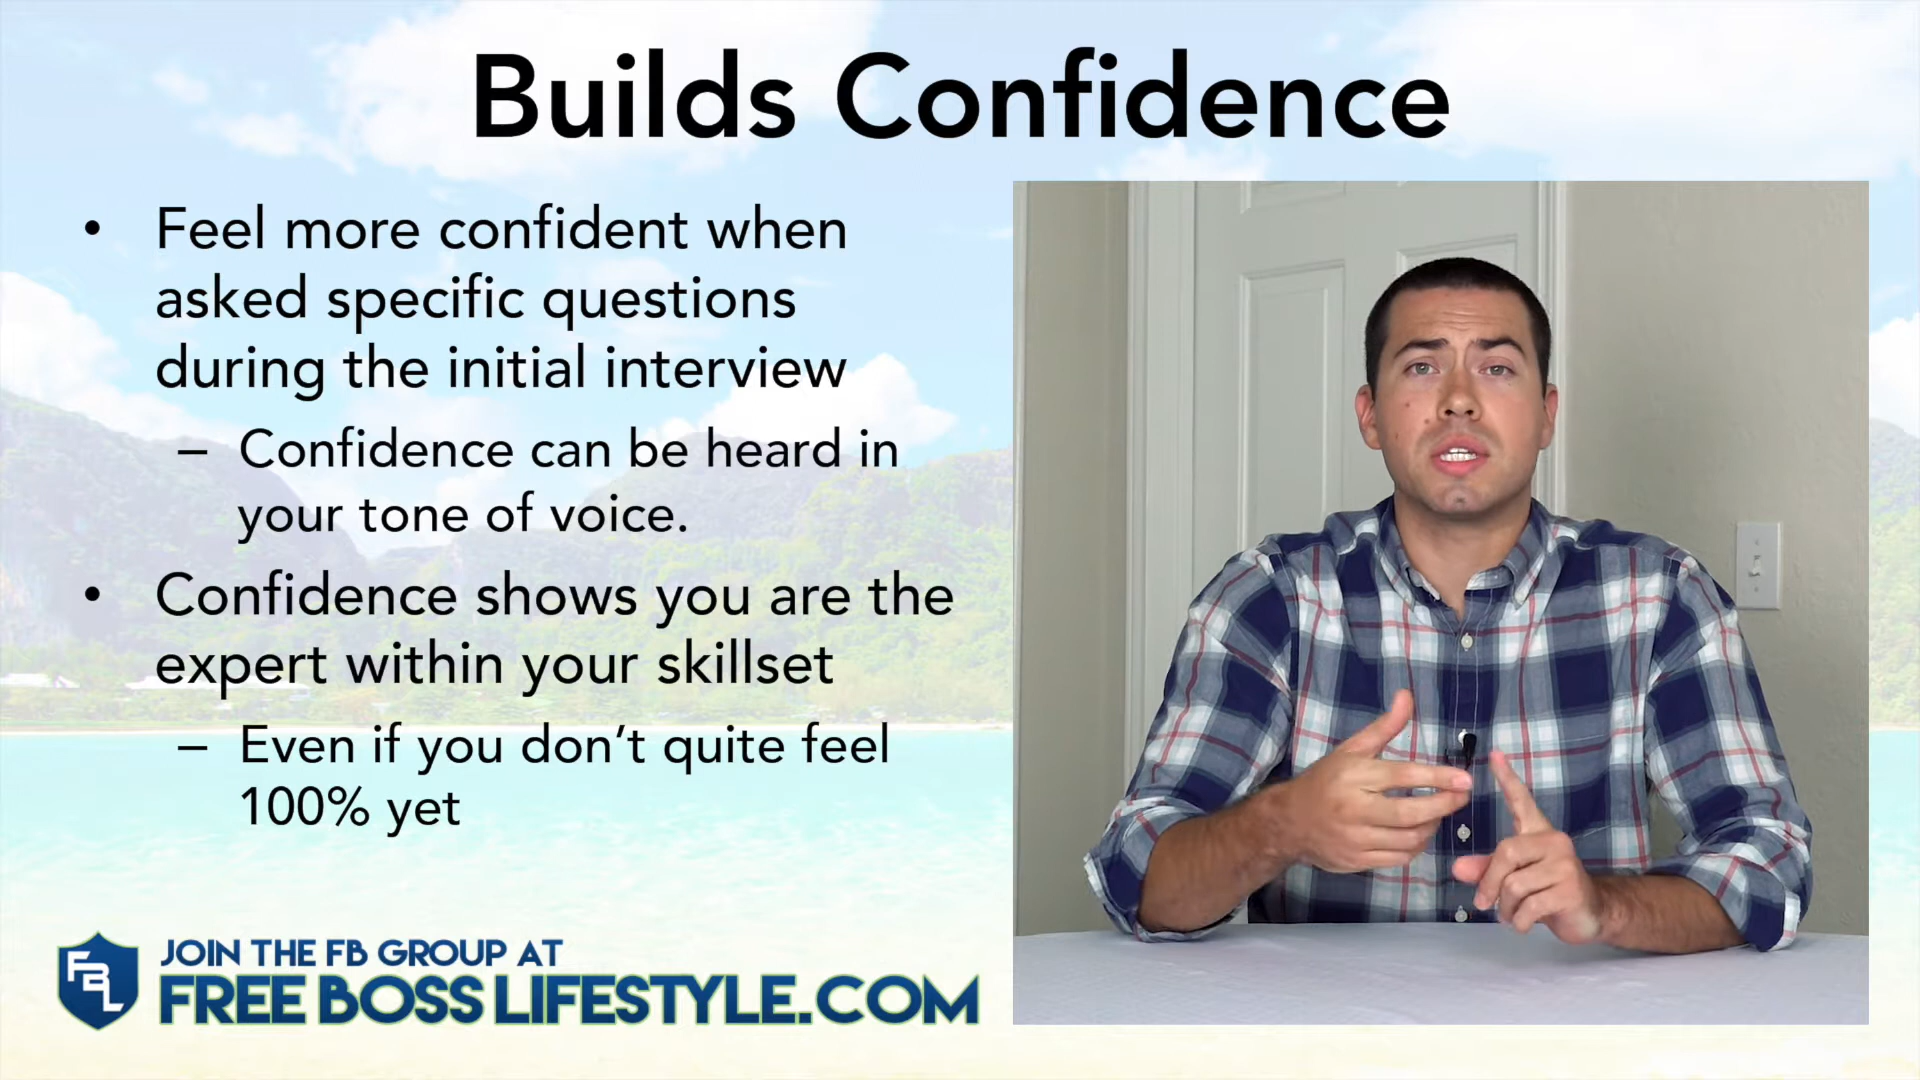 Builds Confidence
• Feel more confident when
asked specific questions
during the initial interview
– Confidence can be heard in
your tone of voice.
• Confidence shows you are the
expert within your skillset
– Even if you don’t quite feel
100% yet
FBL
JOIN THE FB GROUP AT
FREE BOSS LIFESTYLE.COM